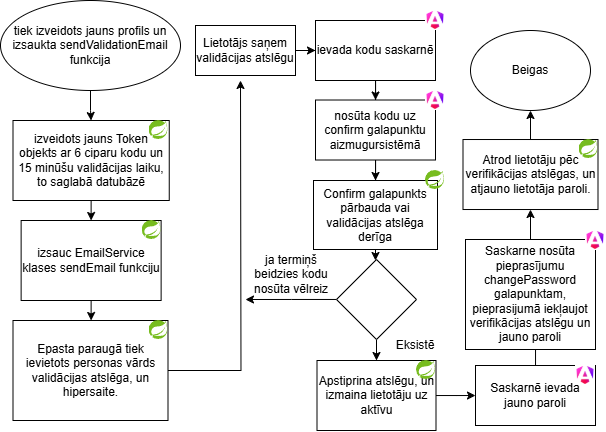 tiek izveidots jauns profils un
izsaukta sendValidationEmail
funkcija
izveidots jauns Token
objekts ar 6 ciparu kodu un
15 minūšu validācijas laiku,
to saglabā datubāzē
izsauc EmailService
klases sendEmail funkciju
Epasta paraugā tiek
ievietots personas vārds
validācijas atslēga, un
hipersaite.
Lietotājs saņem
validācijas atslēgu
ievada kodu saskarnē
nosūta kodu uz
confirm galapunktu
aizmugursistēmā
Confirm galapunkts
pārbauda vai
validācijas atslēga
derīga
ja termiņš
beidzies kodu
nosūta vēlreiz
Eksistē
Apstiprina atslēgu, un
izmaina lietotāju uz
aktīvu
Saskarnē ievada
jauno paroli
Saskarne nosūta
pieprasījumu
changePassword
galapunktam,
pieprasijumā iekļaujot
verifikācijas atslēgu un
jauno paroli
Atrod lietotāju pēc
verifikācijas atslēgas, un
atjauno lietotāja paroli.
Beigas